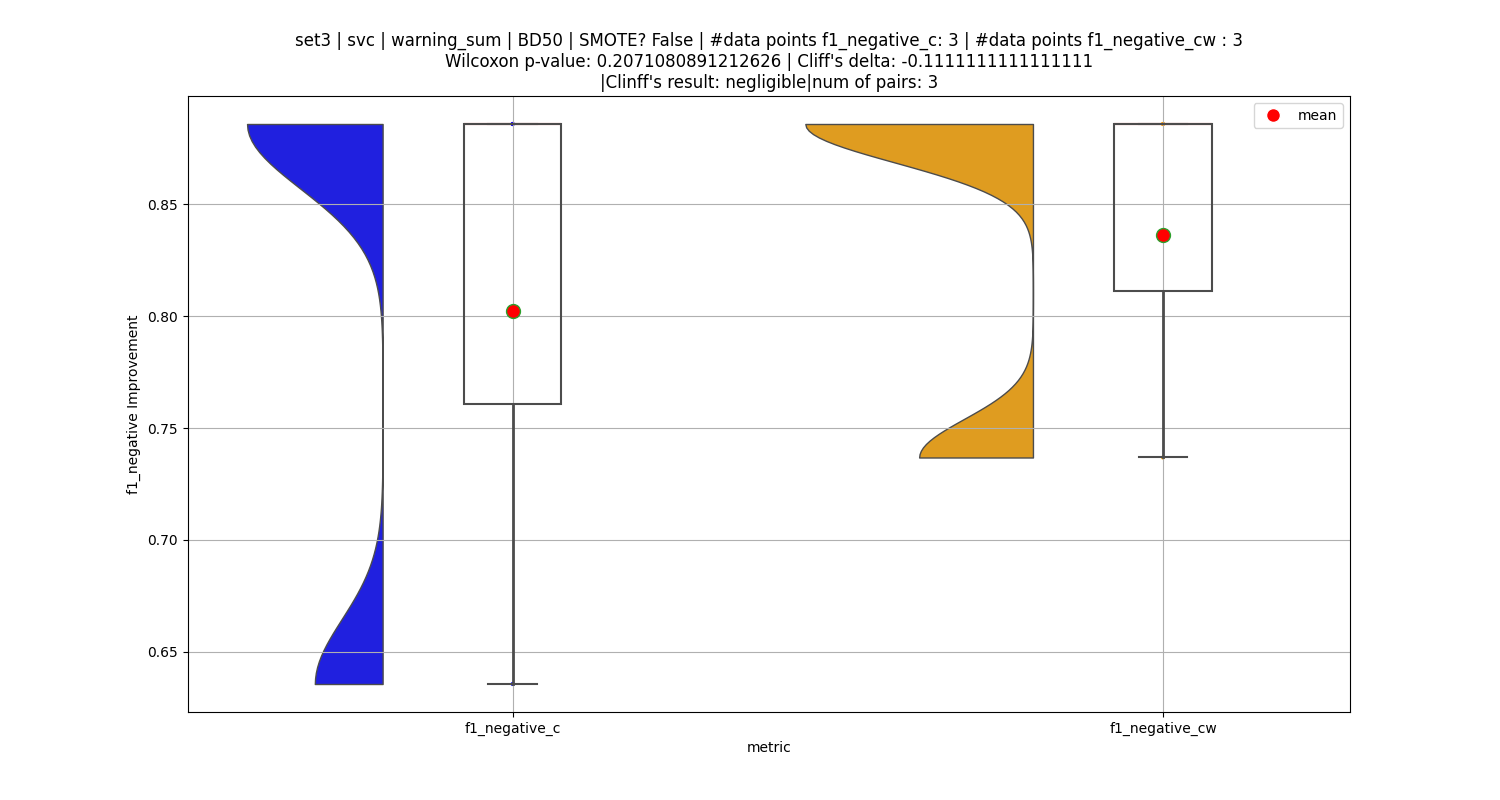 set3 | svc | warning_sum | BD50 | SMOTE? False | #data points f1_negative_c: 3 | #data points f1_negative_cw : 3
Wilcoxon p-value: 0.2071080891212626 | Cliff's delta: -0.1111111111111111
|Clinff's result: negligible|num of pairs: 3
mean
0.85
0.80
0.75
0.70
0.65
f1_negative Improvement
f1_negative_c
f1_negative_cw
metric